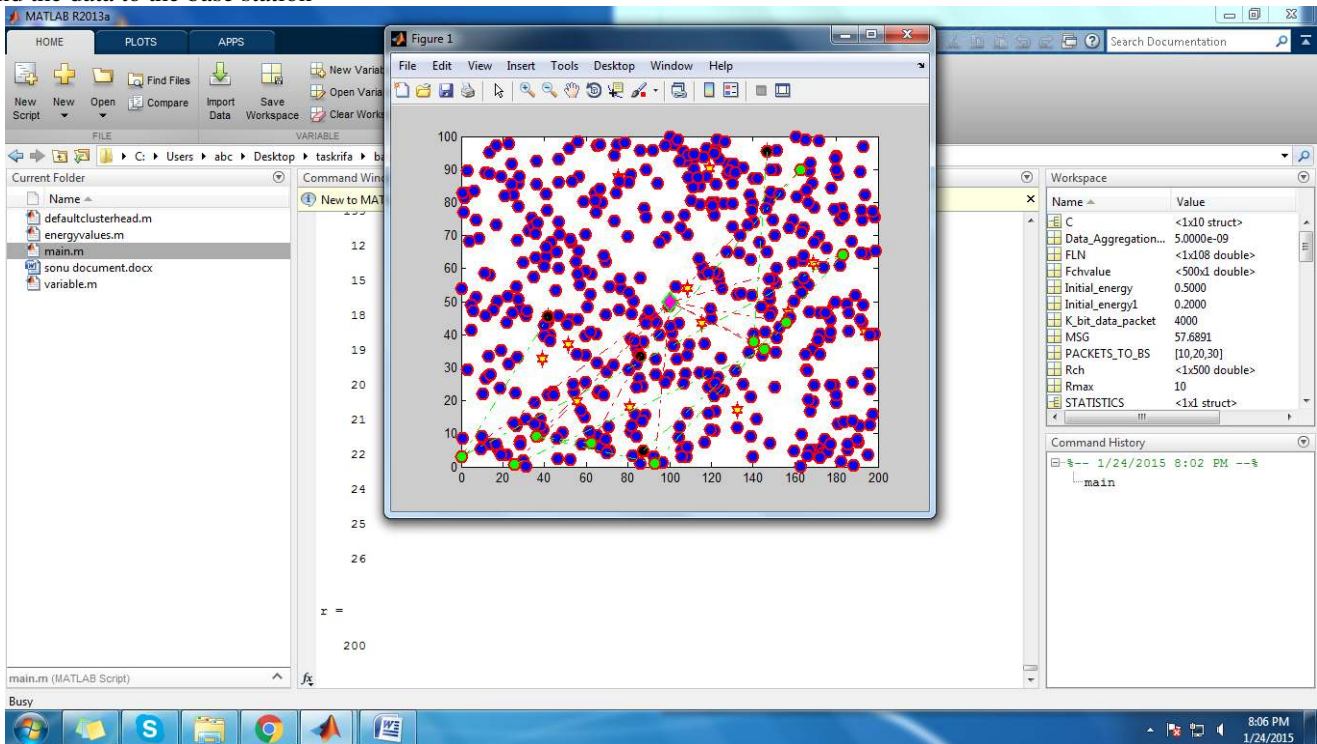 MATLAB R2013a
HOME PLOTS APPS
Search Documentation
New Script
New
Open
Find Files
Compare
Import Data
Save Workspace
New Variab
Open Varia
Clear Works
FILE
VARIABLE
C: Users abc Desktop taskrifa ba
Current Folder
Name
defaultclusterhead.m
energyvalues.m
main.m
sonu document.docx
variable.m
main.m (MATLAB Script)
Busy
Command Wind
New to MAT
12
15
18
19
20
21
22
24
25
26
r =
200
fx
Figure 1
File Edit View Insert Tools Desktop Window Help
100
90
80
70
60
50
40
30
20
10
0
0 20 40 60 80 100 120 140 160 180 200
Workspace
Name Value
C <1x10 struct>
Data_Aggregation... 5.0000e-09
FLN <1x108 double>
Fchvalue <500x1 double>
Initial_energy 0.5000
Initial_energy1 0.2000
K_bit_data_packet 4000
MSG 57.6891
PACKETS_TO_BS [10,20,30]
Rch <1x500 double>
Rmax 10
STATISTICS <1x1 struct>
Command History
%-- 1/24/2015 8:02 PM --%
main
8:06 PM
1/24/2015